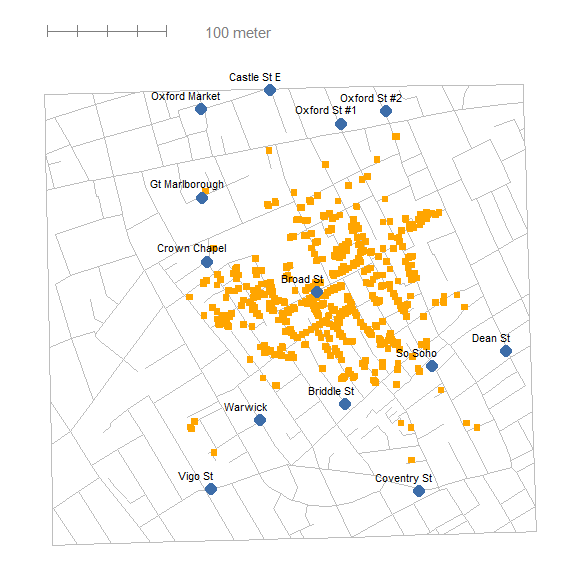 100 meter
Castle St E
Oxford Market
Oxford St #2
Oxford St #1
Gt Marlborough
Crown Chapel
Broad St
Dean St
So Soho
Briddle St
Warwick
Vigo St
Coventry St